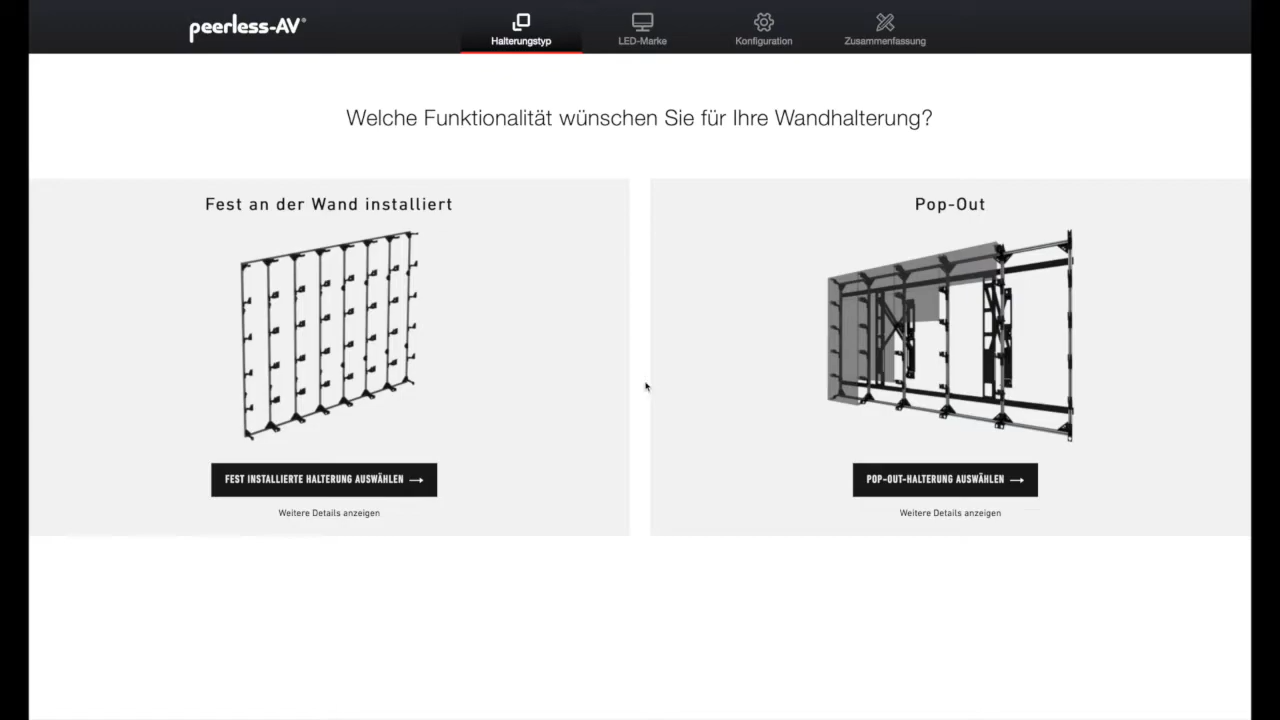 peerless-AV®
Halterungstyp
LED-Marke
Konfiguration
Zusammenfassung
Welche Funktionalität wünschen Sie für Ihre Wandhalterung?
Fest an der Wand installiert
FEST INSTALLIERTE HALTERUNG AUSWÄHLEN →
Weitere Details anzeigen
Pop-Out
POP-OUT-HALTERUNG AUSWÄHLEN →
Weitere Details anzeigen